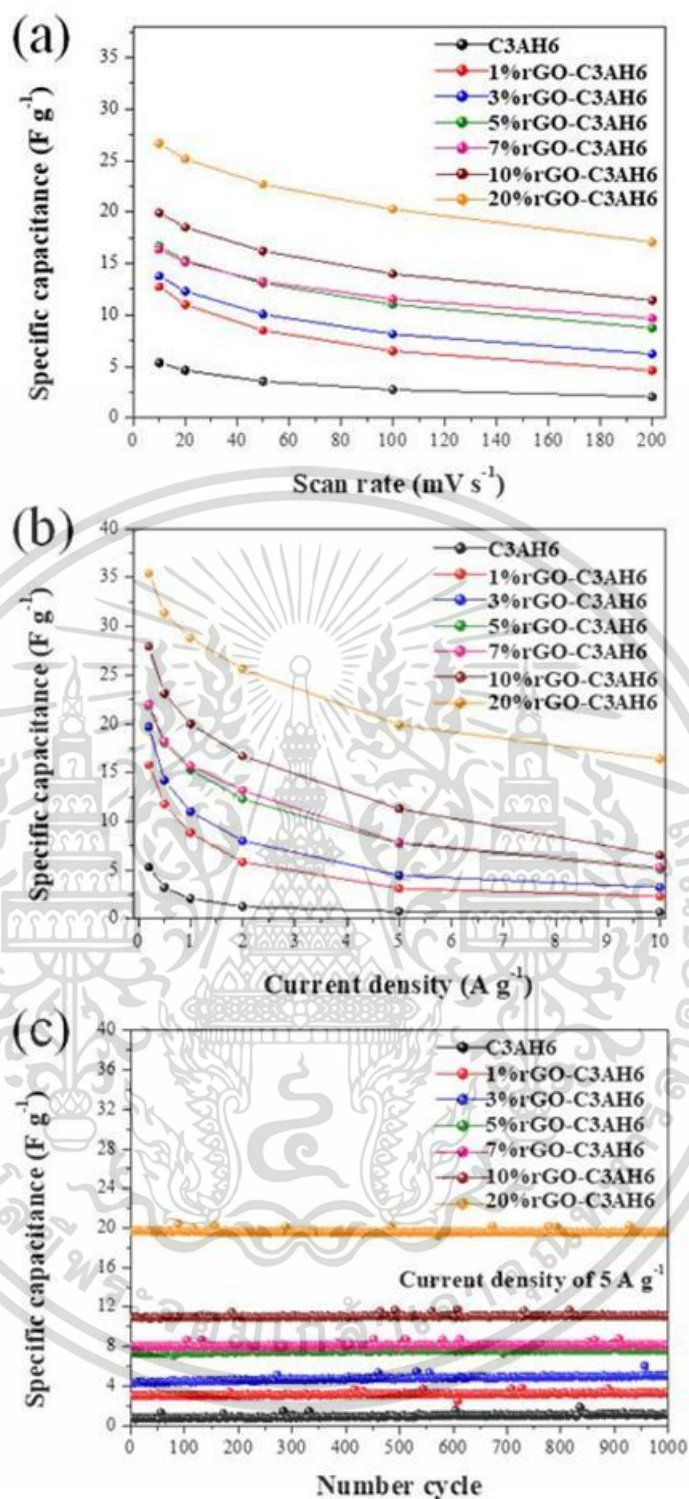 (a)
C3AH6
1%rGO-C3AH6
3%rGO-C3AH6
5%rGO-C3AH6
7%rGO-C3AH6
10%rGO-C3AH6
20%rGO-C3AH6
35
30
25
20
15
10
5
0
Specific capacitance (F g⁻¹)
0 20 40 60 80 100 120 140 160 180 200
Scan rate (mV s⁻¹)
(b)
C3AH6
1%rGO-C3AH6
3%rGO-C3AH6
5%rGO-C3AH6
7%rGO-C3AH6
10%rGO-C3AH6
20%rGO-C3AH6
40
35
30
25
20
15
10
5
0
Specific capacitance (F g⁻¹)
0 1 2 3 4 5 6 7 8 9 10
Current density (A g⁻¹)
(c)
C3AH6
1%rGO-C3AH6
3%rGO-C3AH6
5%rGO-C3AH6
7%rGO-C3AH6
10%rGO-C3AH6
20%rGO-C3AH6
Current density of 5 A g⁻¹
40
36
32
28
24
20
16
12
8
4
0
Specific capacitance (F g⁻¹)
0 100 200 300 400 500 600 700 800 900 1000
Number cycle